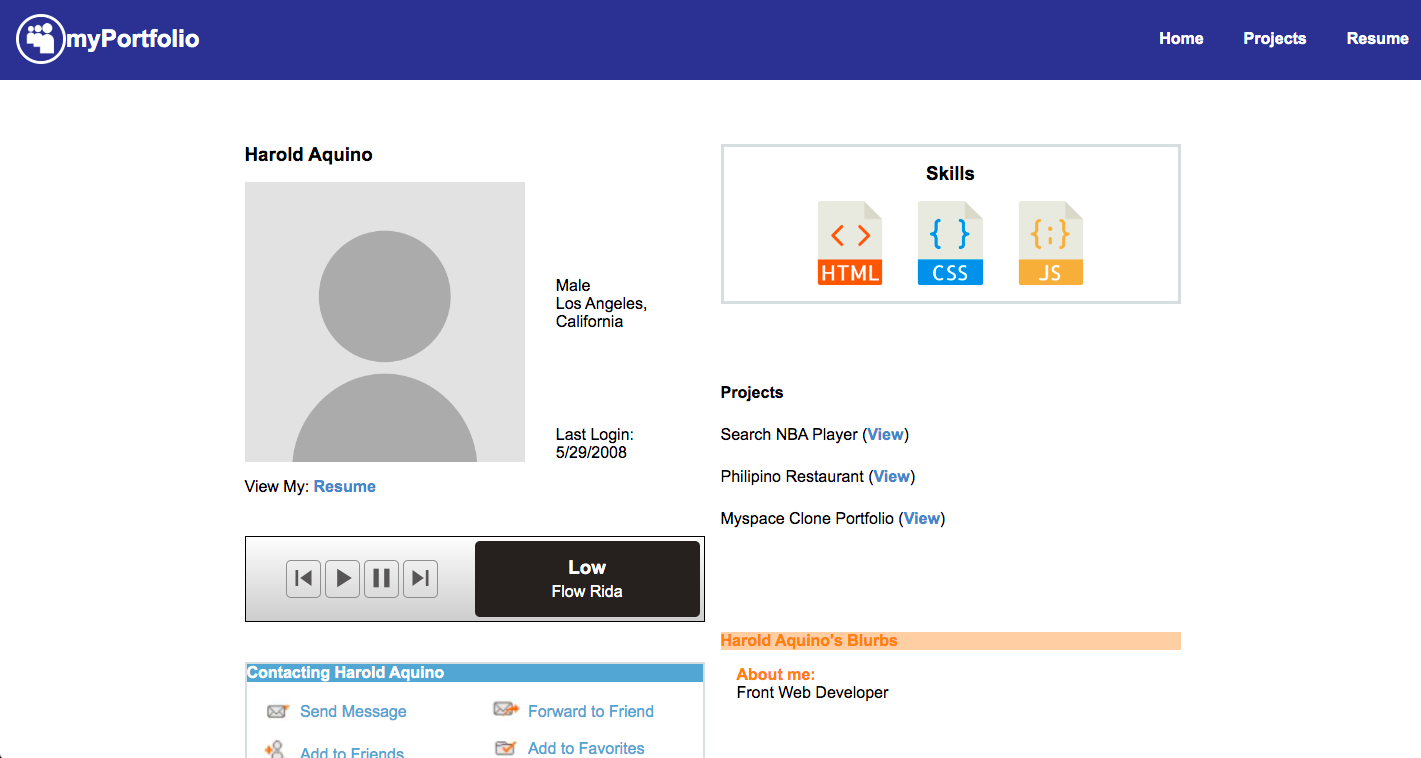 myPortfolio
Home
Projects
Resume
Harold Aquino
Male
Los Angeles,
California
Last Login:
5/29/2008
View My: Resume
Low
Flow Rida
Contacting Harold Aquino
Send Message
Forward to Friend
Add to Friends
Add to Favorites
Skills
< >
HTML
{ }
CSS
{:}
JS
Projects
Search NBA Player (View)
Philipino Restaurant (View)
Myspace Clone Portfolio (View)
Harold Aquino's Blurbs
About me:
Front Web Developer